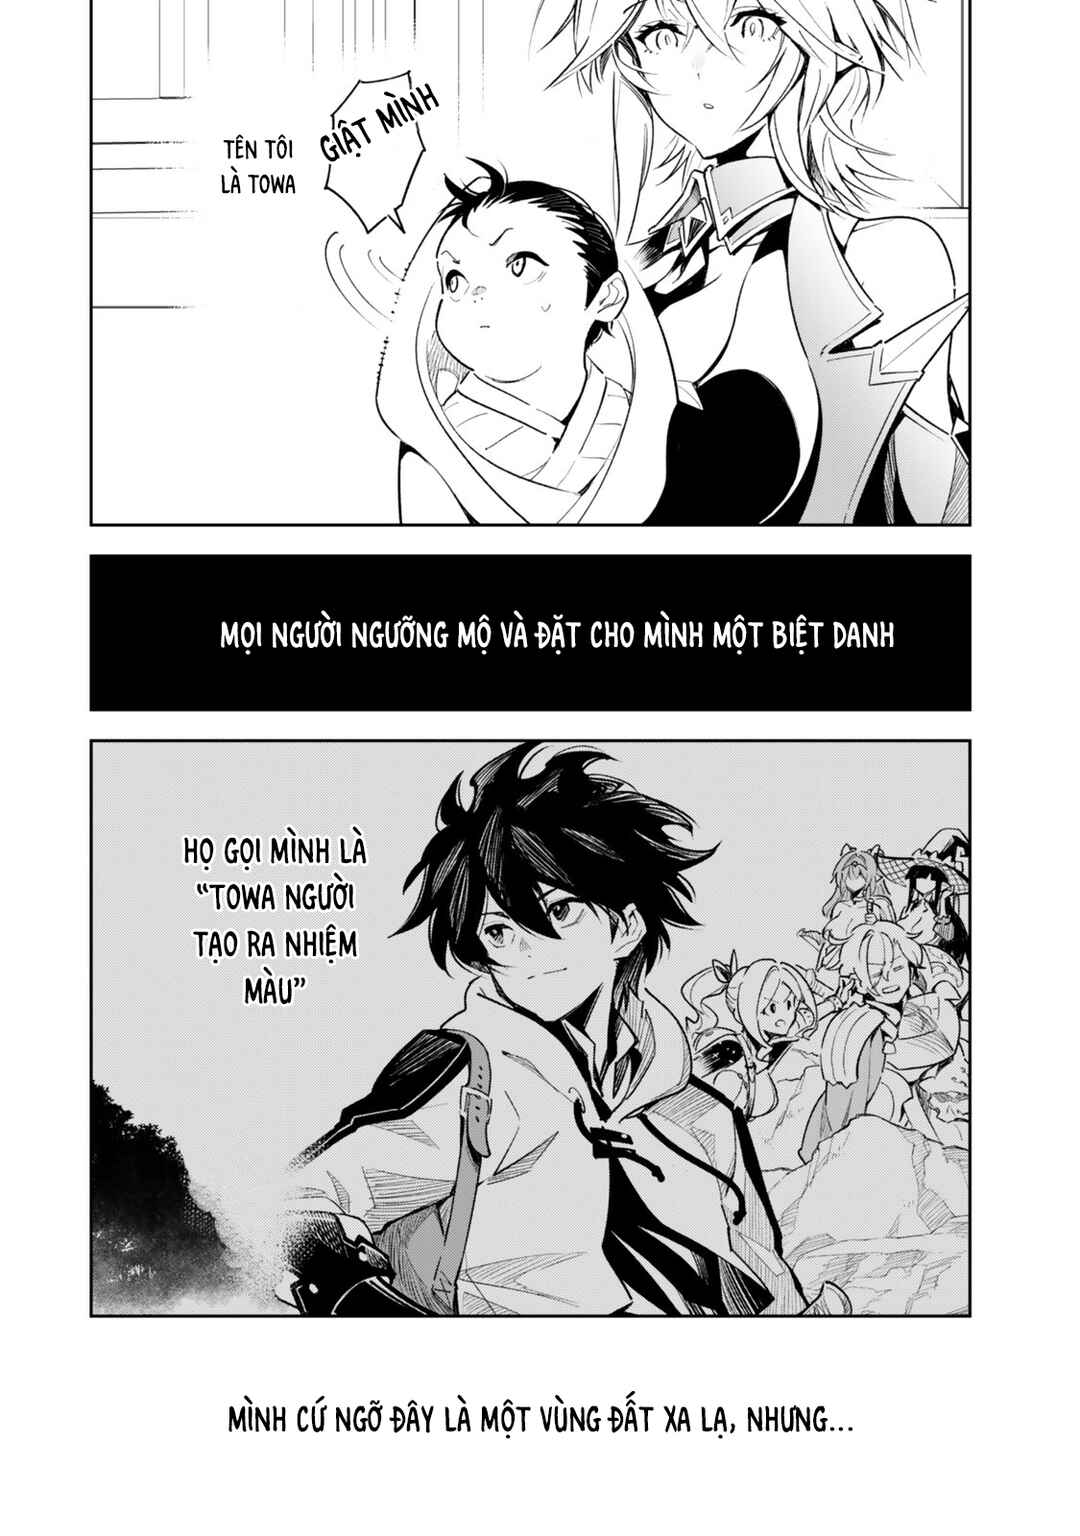 GIẬT MÌNH
TÊN TÔI
LÀ TOWA
MỌI NGƯỜI NGƯỠNG MỘ VÀ ĐẶT CHO MÌNH MỘT BIỆT DANH
HỌ GỌI MÌNH LÀ
“TOWA NGƯỜI
TẠO RA NHIỆM
MÀU”
MÌNH CỨ NGỠ ĐÂY LÀ MỘT VÙNG ĐẤT XA LẠ, NHƯNG...